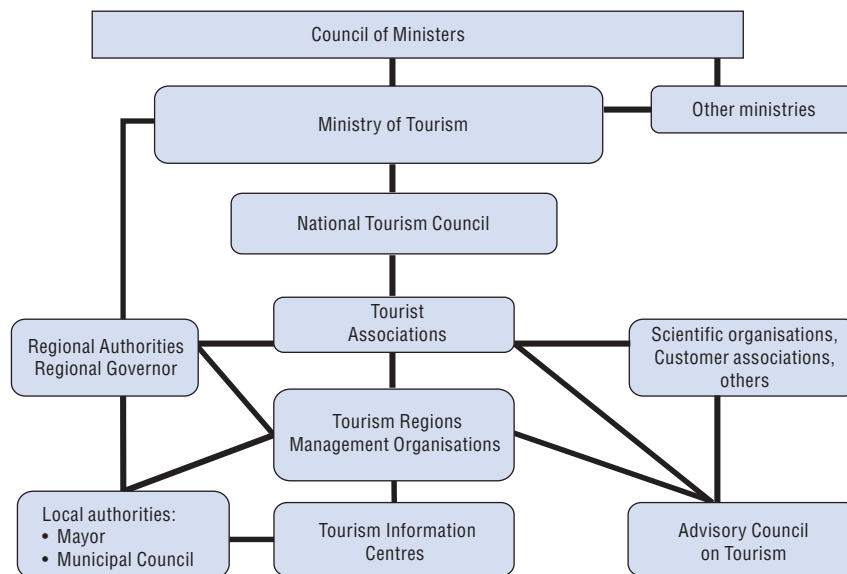 Council of Ministers
Ministry of Tourism
Other ministries
National Tourism Council
Tourist
Associations
Regional Authorities
Regional Governor
Scientific organisations,
Customer associations,
others
Tourism Regions
Management Organisations
Local authorities:
• Mayor
• Municipal Council
Tourism Information
Centres
Advisory Council
on Tourism